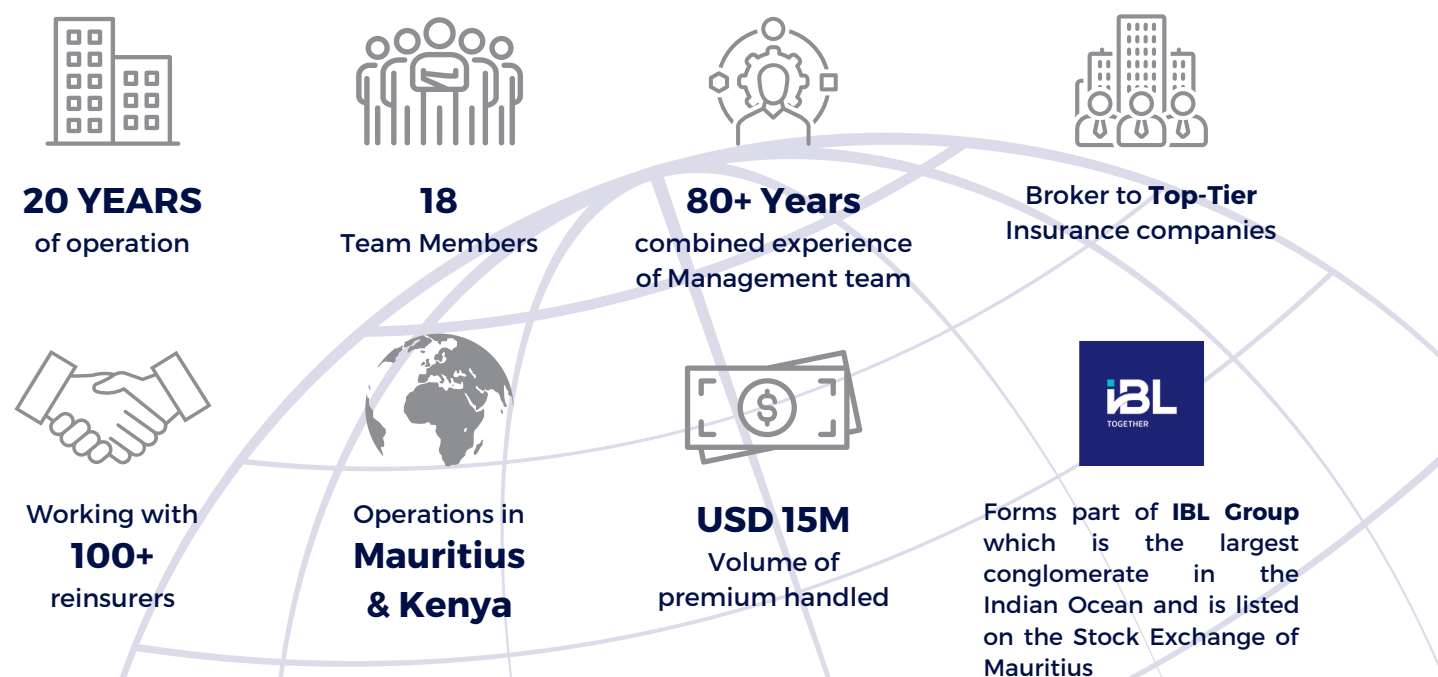 20 YEARS
of operation
18
Team Members
80+ Years
combined experience
of Management team
Broker to Top-Tier
Insurance companies
Working with
100+
reinsurers
Operations in
Mauritius
& Kenya
USD 15M
Volume of
premium handled
iBL
TOGETHER
Forms part of IBL Group
which is the largest
conglomerate in the
Indian Ocean and is listed
on the Stock Exchange of
Mauritius